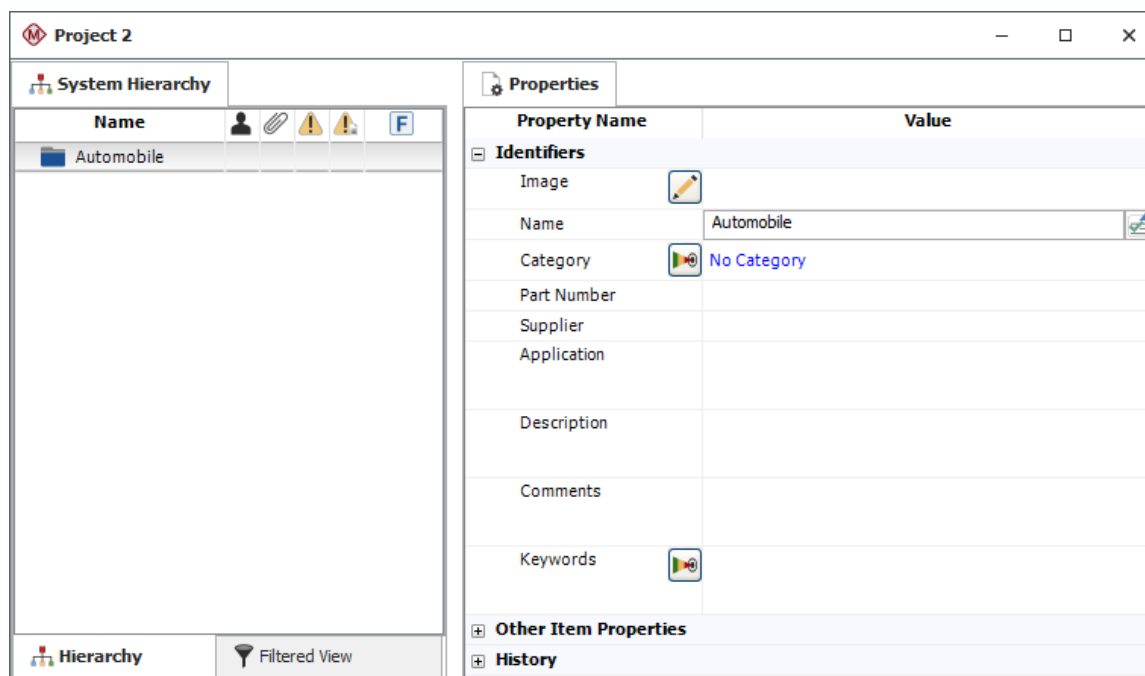 Project 2
System Hierarchy
Name F
Automobile
Hierarchy Filtered View
Properties
Property Name Value
Identifiers
Image
Name Automobile
Category No Category
Part Number
Supplier
Application
Description
Comments
Keywords
Other Item Properties
History